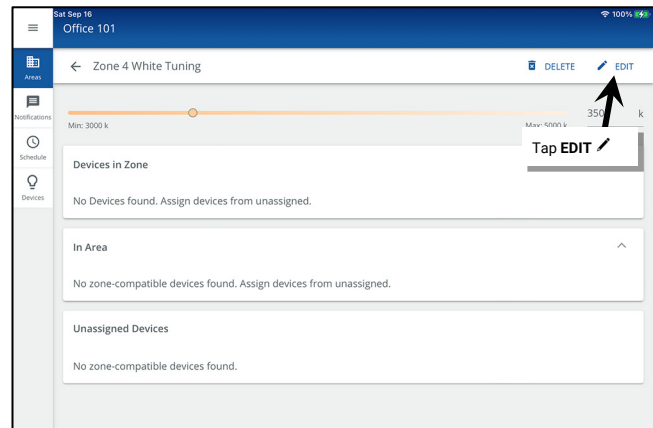 Sat Sep 16
100%
Office 101
Areas
Zone 4 White Tuning
DELETE
EDIT
Notifications
350
k
Min: 3000 k
Max: 5000 k
Tap EDIT
Schedule
Devices in Zone
Devices
No Devices found. Assign devices from unassigned.
In Area
No zone-compatible devices found. Assign devices from unassigned.
Unassigned Devices
No zone-compatible devices found.